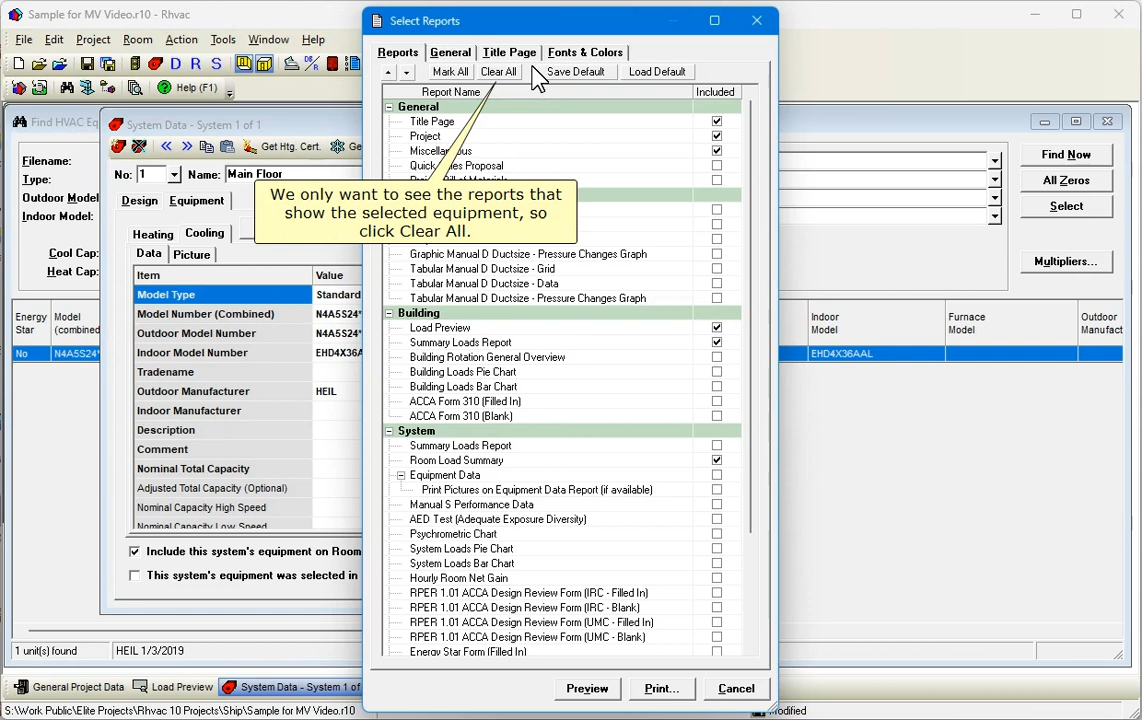 Sample for MV Video.r10 - Rhvac
File Edit Project Room Actions Tools Window Help
D R S D/B R
Help (F1)
Find HVAC Eq
Filename:
Type:
Outdoor Model:
Indoor Model:
Cool Cap:
Heat Cap:
Energy Star
Model (combined
No N4A5S24*
1 unit(s) found HEIL 1/3/2019
System Data - System 1 of 1
Get Htg. Cert. Ge
No: 1 Name: Main Floor
Design Equipment
Heating Cooling
Data Picture
Item Value
Model Type Standard
Model Number (Combined) N4A5S24*
Outdoor Model Number N4A5S24*
Indoor Model Number EHD4X36A
Tradename
Outdoor Manufacturer HEIL
Indoor Manufacturer
Description
Comment
Nominal Total Capacity
Adjusted Total Capacity (Optional)
Nominal Capacity High Speed
Nominal Capacity Low Speed
Include this system's equipment on Room
This system's equipment was selected in
Select Reports
Reports General Title Page Fonts & Colors
Mark All Clear All Save Default Load Default
Report Name Included
General
Title Page
Project
Miscellaneous
We only want to see the reports that
show the selected equipment, so
click Clear All.
Graphic Manual D Ductsize - Pressure Changes Graph
Tabular Manual D Ductsize - Grid
Tabular Manual D Ductsize - Data
Tabular Manual D Ductsize - Pressure Changes Graph
Building
Load Preview
Summary Loads Report
Building Rotation General Overview
Building Loads Pie Chart
Building Loads Bar Chart
ACCA Form 310 (Filled In)
ACCA Form 310 (Blank)
System
Summary Loads Report
Room Load Summary
Equipment Data
Print Pictures on Equipment Data Report (if available)
Manual S Performance Data
AED Test (Adequate Exposure Diversity)
Psychrometric Chart
System Loads Pie Chart
System Loads Bar Chart
Hourly Room Net Gain
RPER 1.01 ACCA Design Review Form (IRC - Filled In)
RPER 1.01 ACCA Design Review Form (IRC - Blank)
RPER 1.01 ACCA Design Review Form (UMC - Filled In)
RPER 1.01 ACCA Design Review Form (UMC - Blank)
Energy Star Form (Filled In)
Preview Print... Cancel
Find Now
All Zeros
Select
Multipliers...
Indoor Model
Furnace Model
Outdoor Manufact
EHD4X36AAL
General Project Data Load Preview System Data - System 1 of
S:\Work Public\Elite Projects\Rhvac 10 Projects\Ship\Sample for MV Video.r10 Modified